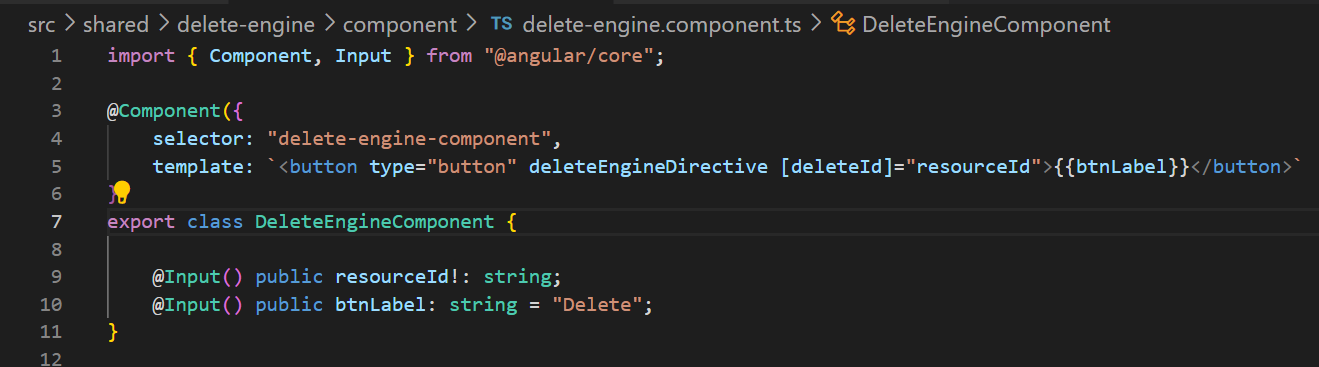 src > shared > delete-engine > component > TS delete-engine.component.ts > DeleteEngineComponent
1 import { Component, Input } from "@angular/core";
2
3 @Component({
4     selector: "delete-engine-component",
5     template: `<button type="button" deleteEngineDirective [deleteId]="resourceId">{{btnLabel}}</button>`
6 }
7 export class DeleteEngineComponent {
8
9     @Input() public resourceId!: string;
10     @Input() public btnLabel: string = "Delete";
11 }
12